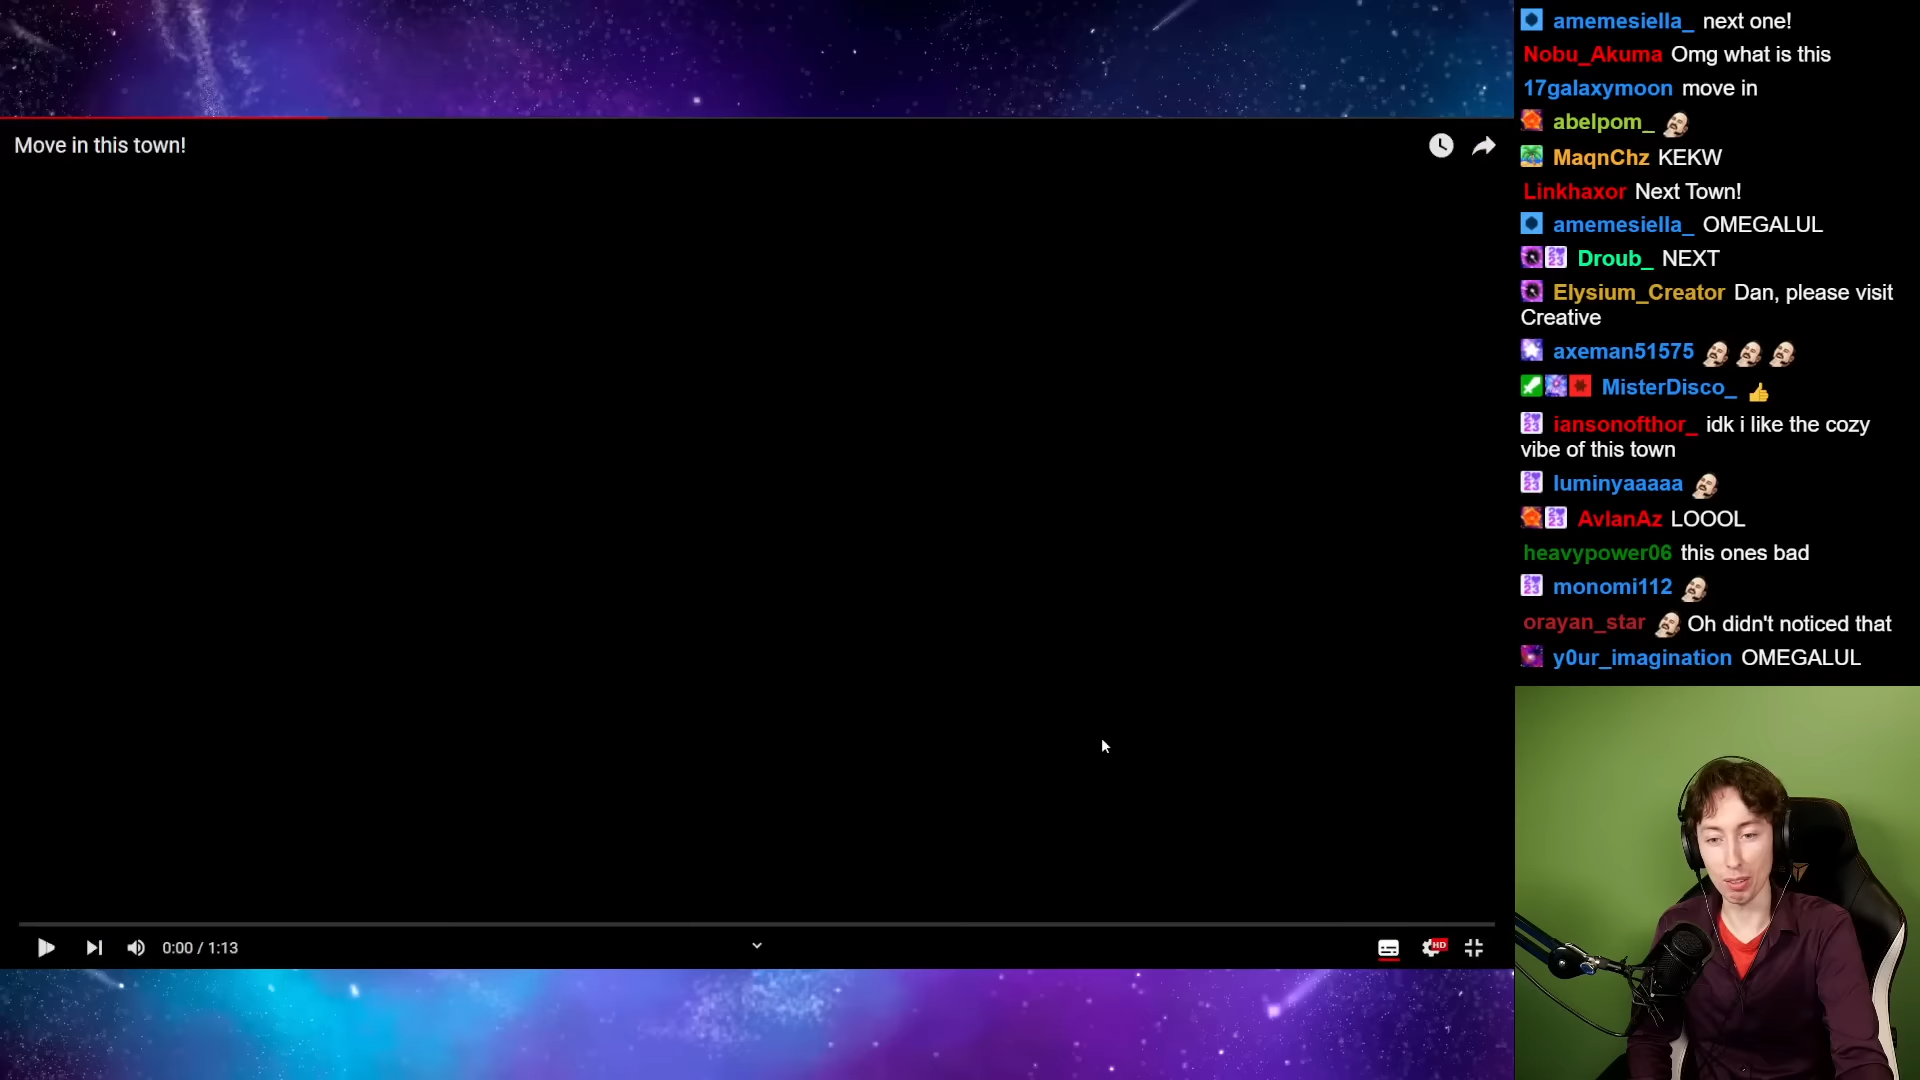 Move in this town!
0:00 / 1:13
HD
amemesiella_ next one!
Nobu_Akuma Omg what is this
17galaxymoon move in
abelpom_
MaqnChz KEKW
Linkhaxor Next Town!
amemesiella_ OMEGALUL
Droub_ NEXT
Elysium_Creator Dan, please visit
Creative
axeman51575
MisterDisco_
iansonofthor_ idk i like the cozy
vibe of this town
luminyaaaaa
AvlanAz LOOOL
heavypower06 this ones bad
monomi112
orayan_star Oh didn't noticed that
y0ur_imagination OMEGALUL